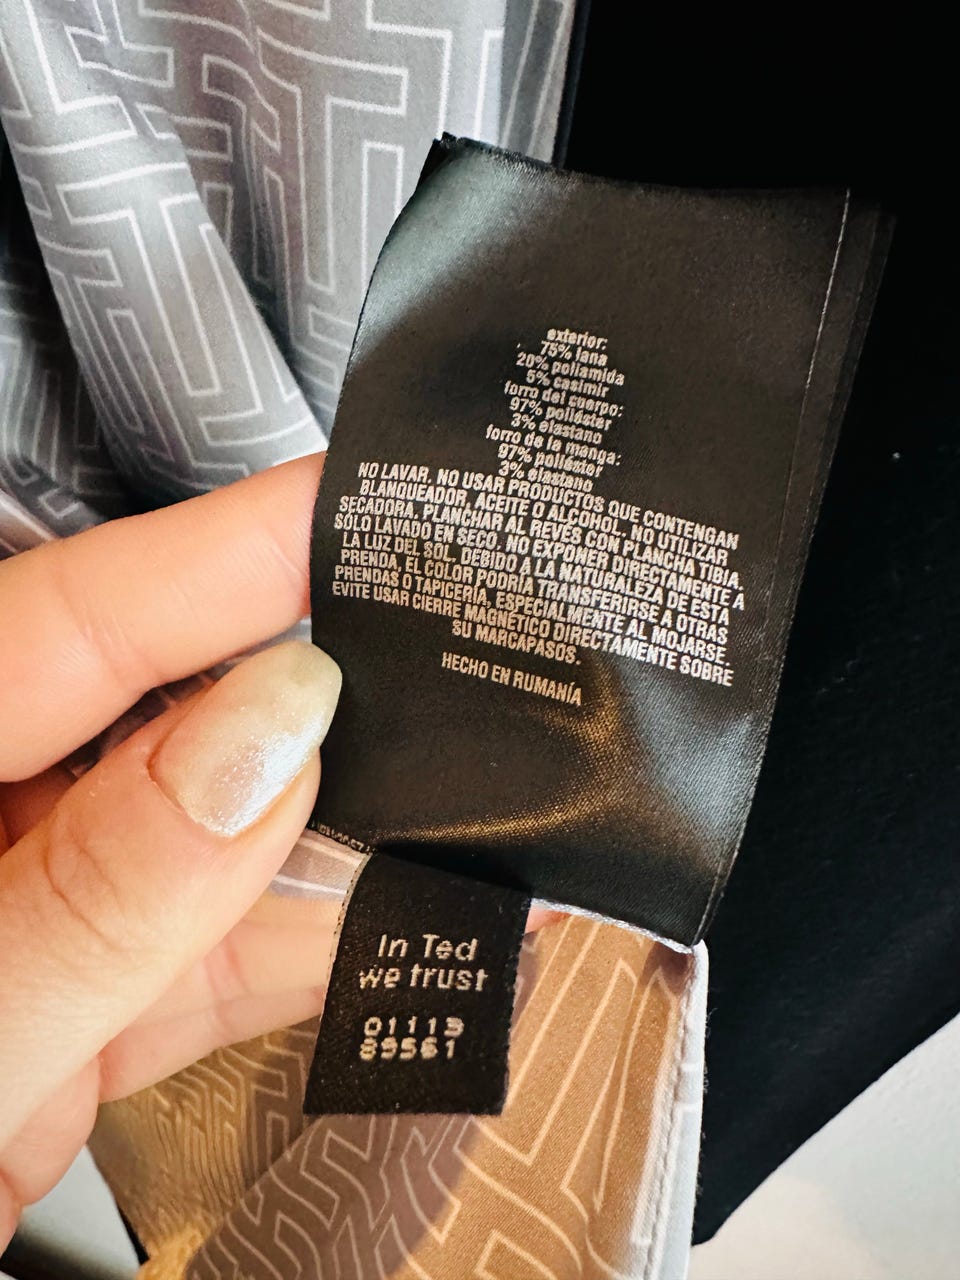 exterior:
75% lana
20% poliamida
5% casimir
forro del cuerpo:
97% poliéster
3% elastano
forro de la manga:
97% poliéster
3% elastano
NO LAVAR. NO USAR PRODUCTOS QUE CONTENGAN
BLANQUEADOR, ACEITE O ALCOHOL. NO UTILIZAR
SECADORA. PLANCHAR AL REVÉS CON PLANCHA TIBIA.
SÓLO LAVADO EN SECO. NO EXPONER DIRECTAMENTE A
LA LUZ DEL SOL. DEBIDO A LA NATURALEZA DE ESTA
PRENDA, EL COLOR PODRÍA TRANSFERIRSE A OTRAS
PRENDAS O TAPICERÍA, ESPECIALMENTE AL MOJARSE.
EVITE USAR CIERRE MAGNÉTICO DIRECTAMENTE SOBRE
SU MARCAPASOS.
HECHO EN RUMANÍA
In Ted
we trust
01113
89561